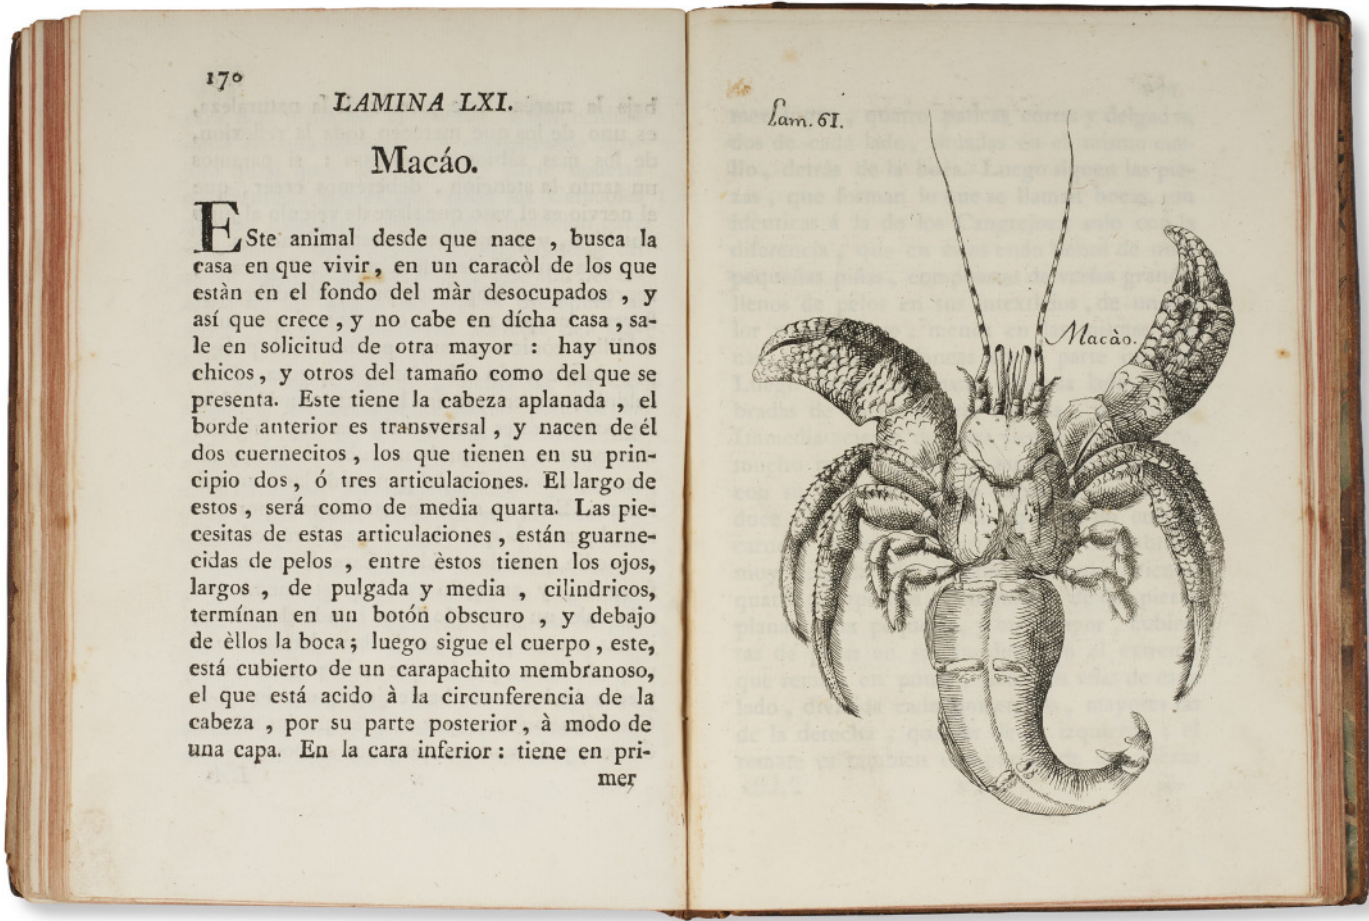 170
LAMINA LXI.
Macáo.
ESte animal desde que nace , busca la
casa en que vivir, en un caracòl de los que
estàn en el fondo del màr desocupados , y
así que crece , y no cabe en dícha casa , sa-
le en solicitud de otra mayor : hay unos
chicos, y otros del tamaño como del que se
presenta. Este tiene la cabeza aplanada , el
borde anterior es transversal , y nacen de él
dos cuernecitos , los que tienen en su prin-
cipio dos , ó tres articulaciones. El largo de
estos , será como de media quarta. Las pie-
cesitas de estas articulaciones , están guarne-
cidas de pelos , entre èstos tienen los ojos,
largos , de pulgada y media , cilindricos,
termínan en un botón obscuro , y debajo
de èllos la boca; luego sigue el cuerpo , este,
está cubierto de un carapachito membranoso,
el que está acido à la circunferencia de la
cabeza , por su parte posterior , à modo de
una capa. En la cara inferior : tiene en pri-
mer
Lam. 61.
Macào.